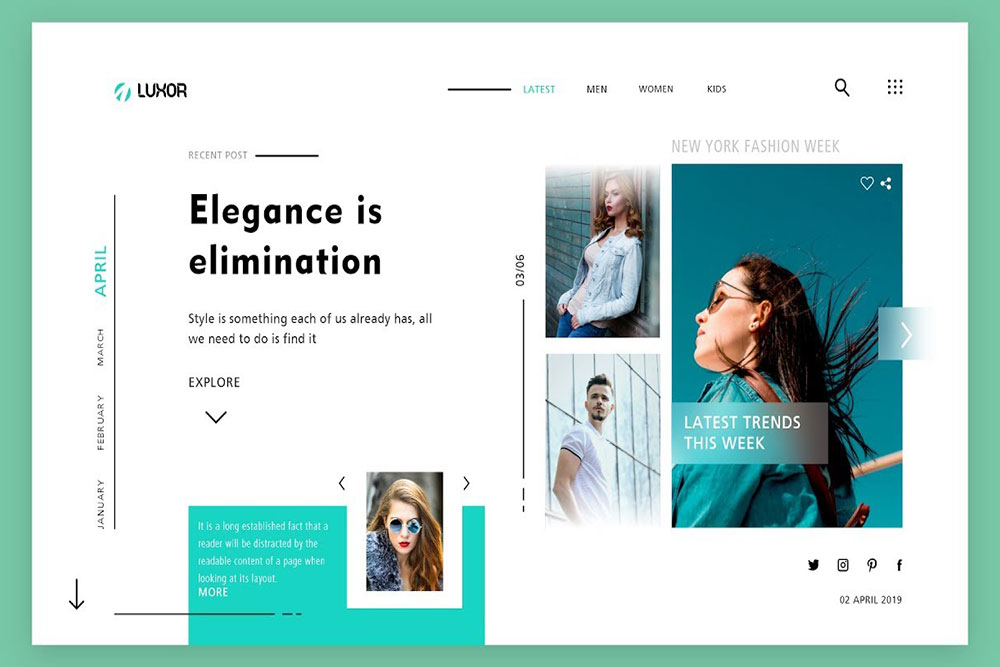 LUXOR
LATEST
MEN
WOMEN
KIDS
RECENT POST
Elegance is
elimination
Style is something each of us already has, all
we need to do is find it
EXPLORE
APRIL
MARCH
FEBRUARY
JANUARY
It is a long established fact that a
reader will be distracted by the
readable content of a page when
looking at its layout.
MORE
03/06
NEW YORK FASHION WEEK
LATEST TRENDS
THIS WEEK
02 APRIL 2019